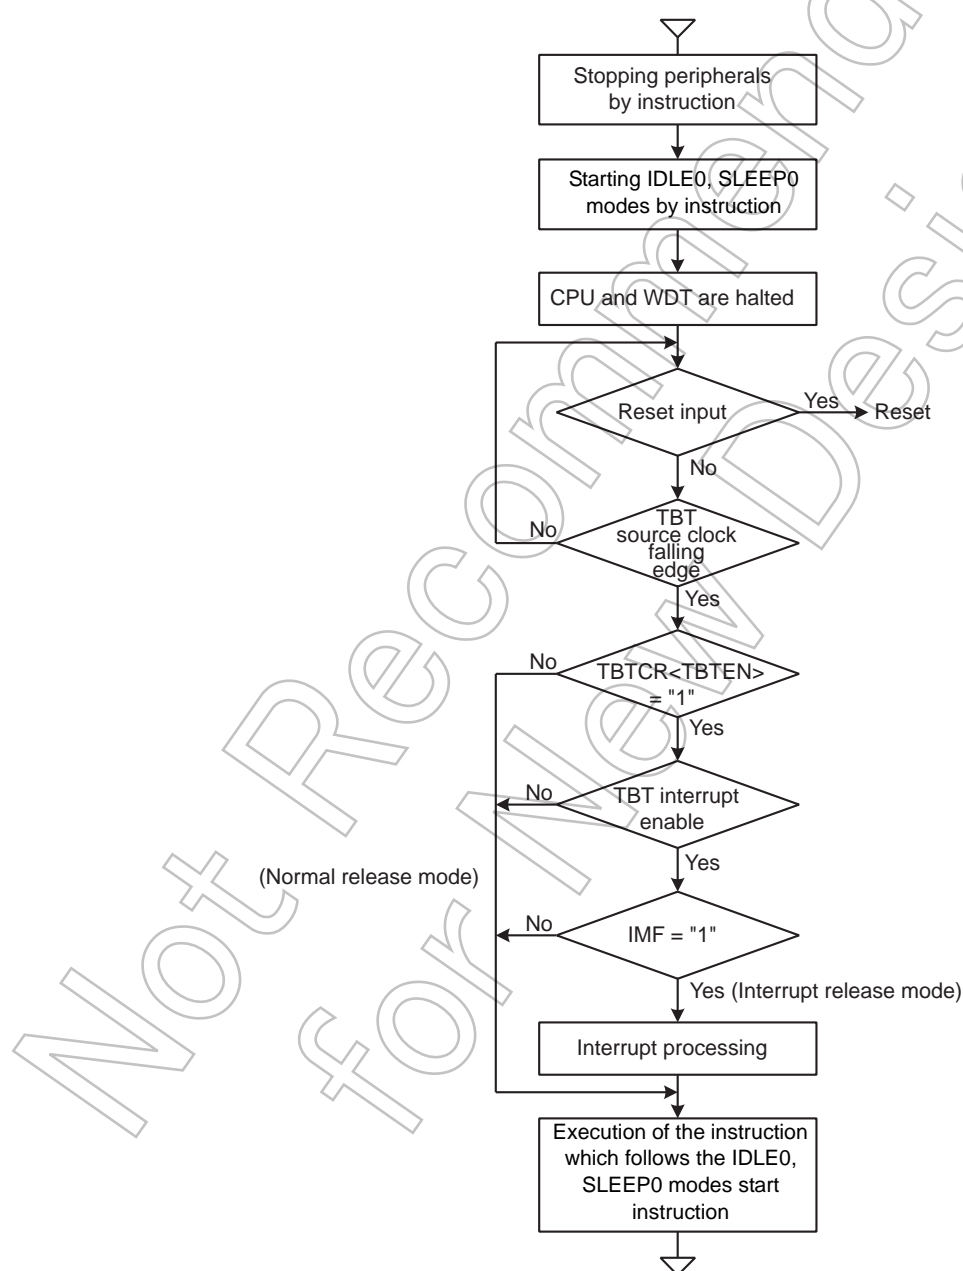 Stopping peripherals
by instruction
Starting IDLE0, SLEEP0
modes by instruction
CPU and WDT are halted
Reset input
Yes
Reset
No
No
TBT
source clock
falling
edge
Yes
No
TBTCR<TBTEN>
= "1"
Yes
No
TBT interrupt
enable
Yes
(Normal release mode)
No
IMF = "1"
Yes (Interrupt release mode)
Interrupt processing
Execution of the instruction
which follows the IDLE0,
SLEEP0 modes start
instruction
Not Recommend
for New Desi